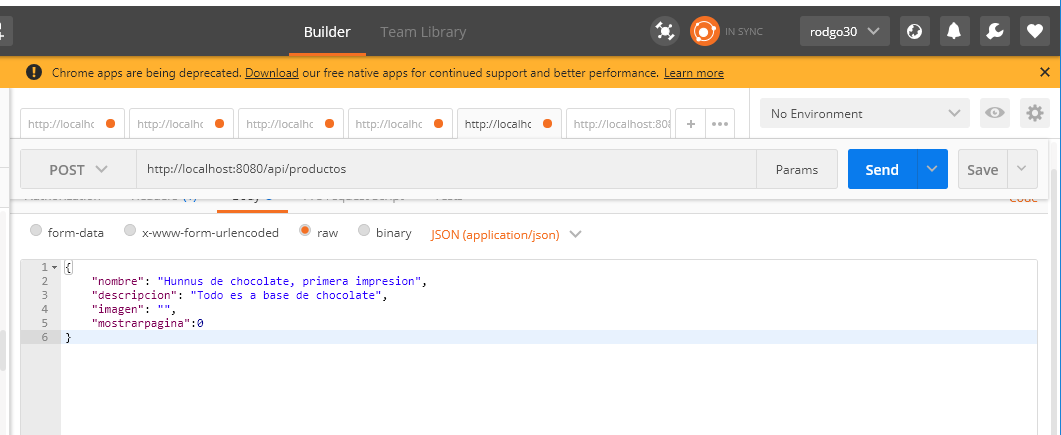 Builder Team Library IN SYNC rodgo30
Chrome apps are being deprecated. Download our free native apps for continued support and better performance. Learn more
http://localhc http://localhc http://localhc http://localhc http://localhc http://localhost:80 No Environment
POST http://localhost:8080/api/productos Params Send Save
form-data x-www-form-urlencoded raw binary JSON (application/json)
1 {
2 "nombre": "Hunnus de chocolate, primera impresion",
3 "descripcion": "Todo es a base de chocolate",
4 "imagen": "",
5 "mostrarpagina":0
6 }